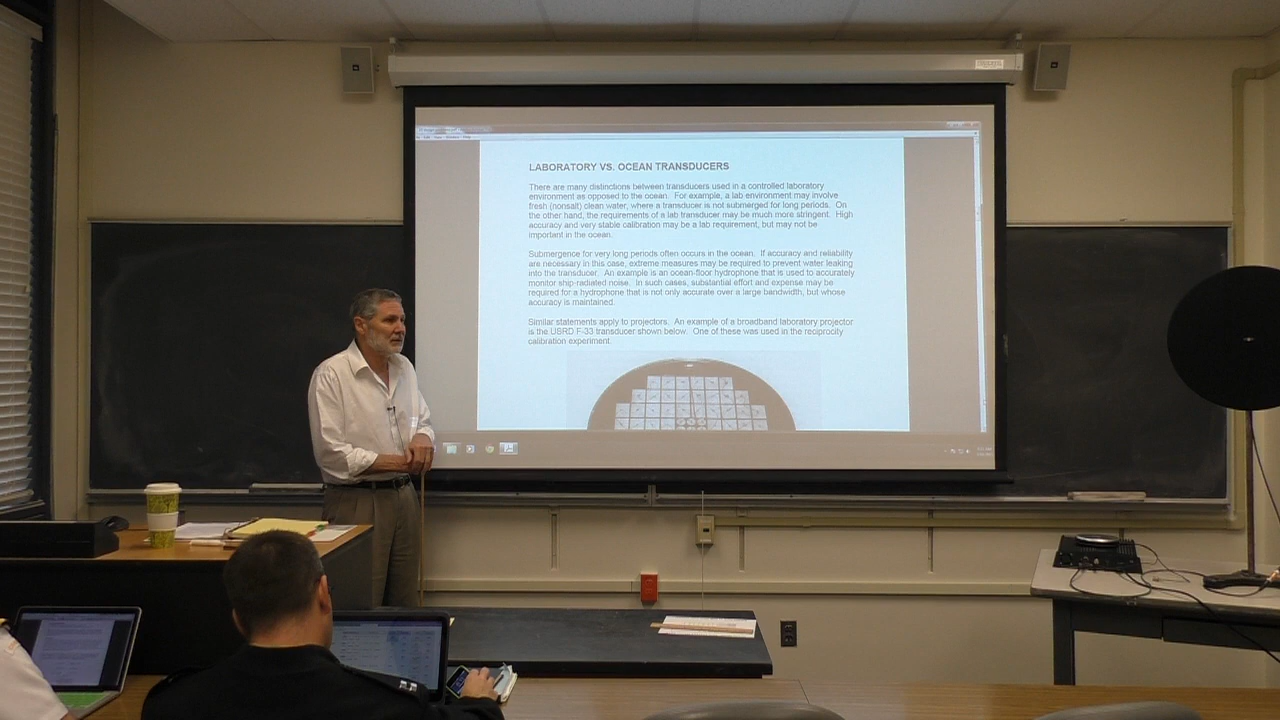 LABORATORY VS. OCEAN TRANSDUCERS
There are many distinctions between transducers used in a controlled laboratory
environment as opposed to the ocean. For example, a lab environment may involve
fresh (nonsalt) clean water, where a transducer is not submerged for long periods. On
the other hand, the requirements of a lab transducer may be much more stringent. High
accuracy and very stable calibration may be a lab requirement, but may not be
important in the ocean.
Submergence for very long periods often occurs in the ocean. If accuracy and reliability
are necessary in this case, extreme measures may be required to prevent water leaking
into the transducer. An example is an ocean-floor hydrophone that is used to accurately
monitor ship-radiated noise. In such cases, substantial effort and expense may be
required for a hydrophone that is not only accurate over a large bandwidth, but whose
accuracy is maintained.
Similar statements apply to projectors. An example of a broadband laboratory projector
is the USRD F-33 transducer shown below. One of these was used in the reciprocity
calibration experiment.